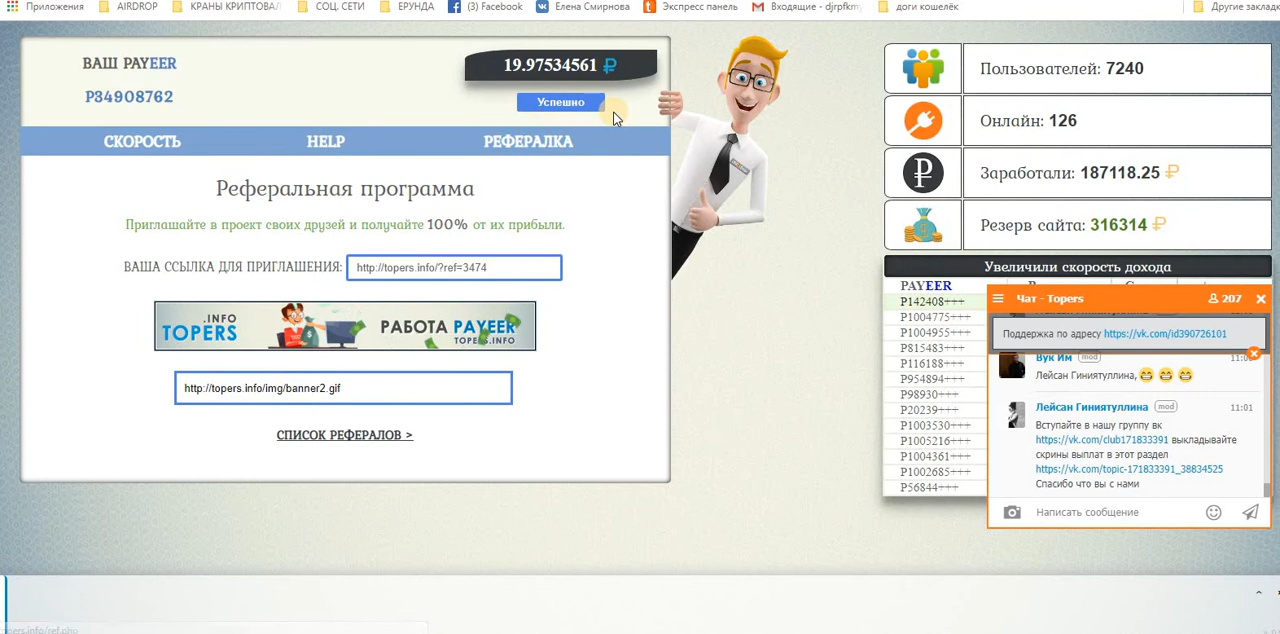 Приложения AIRDROP КРАНЫ КРИПТОВАЛ СОЦ. СЕТИ ЕРУНДА (3) Facebook Елена Смирнова Экспресс панель Входящие - djrpfkmy доги кошелёк Другие заклад
ВАШ PAYEER
P34908762
19.97534561 ₽
Успешно
СКОРОСТЬ HELP РЕФЕРАЛКА
Реферальная программа
Приглашайте в проект своих друзей и получайте 100% от их прибыли.
ВАША ССЫЛКА ДЛЯ ПРИГЛАШЕНИЯ: http://topers.info/?ref=3474
.INFO
TOPERS
РАБОТА PAYEER
TOPERS.INFO
http://topers.info/img/banner2.gif
СПИСОК РЕФЕРАЛОВ >
Пользователей: 7240
Онлайн: 126
₽
Заработали: 187118.25 ₽
Резерв сайта: 316314 ₽
Увеличили скорость дохода
PAYEER
P142408+++
P1004775+++
P1004955+++
P815483+++
P116188+++
P954894+++
P98930+++
P20239+++
P1003530+++
P1005216+++
P1004361+++
P1002685+++
P56844+++
Чат - Topers 207
Поддержка по адресу https://vk.com/id390726101
Вук Им mod
Лейсан Гиниятуллина, 😁 😁 😁
Лейсан Гиниятуллина mod 11:01
Вступайте в нашу группу вк
https://vk.com/club171833391 выкладывайте
скрины выплат в этот раздел
https://vk.com/topic-171833391_38834525
Спасибо что вы с нами
Написать сообщение
topers.info/ref.php